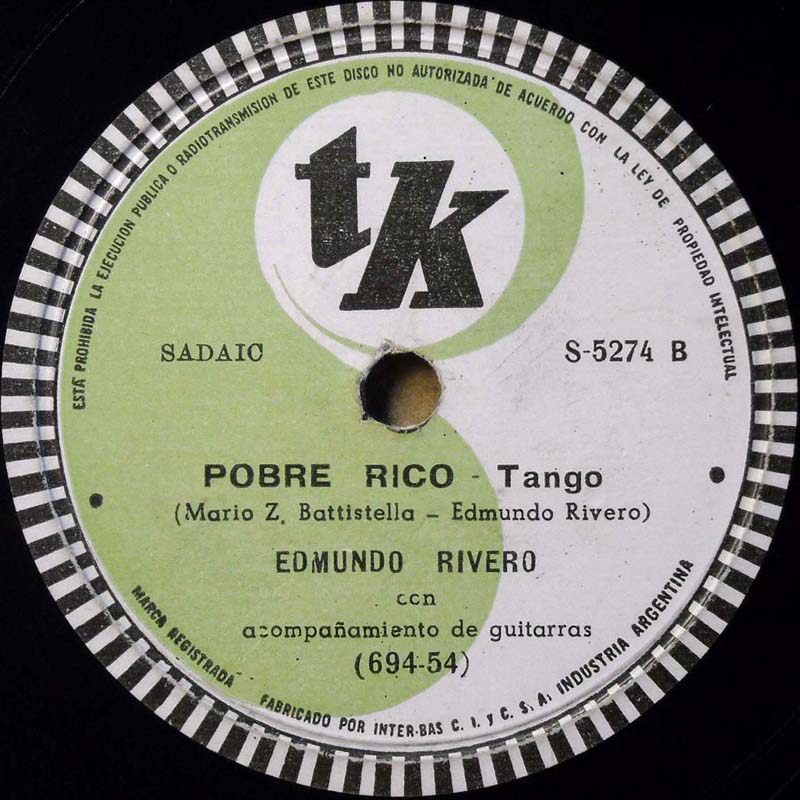 ESTA PROHIBIDA LA EJECUCION PUBLICA O RADIOTRANSMISION DE ESTE DISCO NO AUTORIZADA DE ACUERDO CON LA LEY DE PROPIEDAD INTELECTUAL
tk
SADAIC
S-5274 B
POBRE RICO - Tango
(Mario Z. Battistella - Edmundo Rivero)
EDMUNDO RIVERO
con
acompañamiento de guitarras
(694-54)
MARCA REGISTRADA
FABRICADO POR INTER-BAS C. I. y C. S. A. INDUSTRIA ARGENTINA